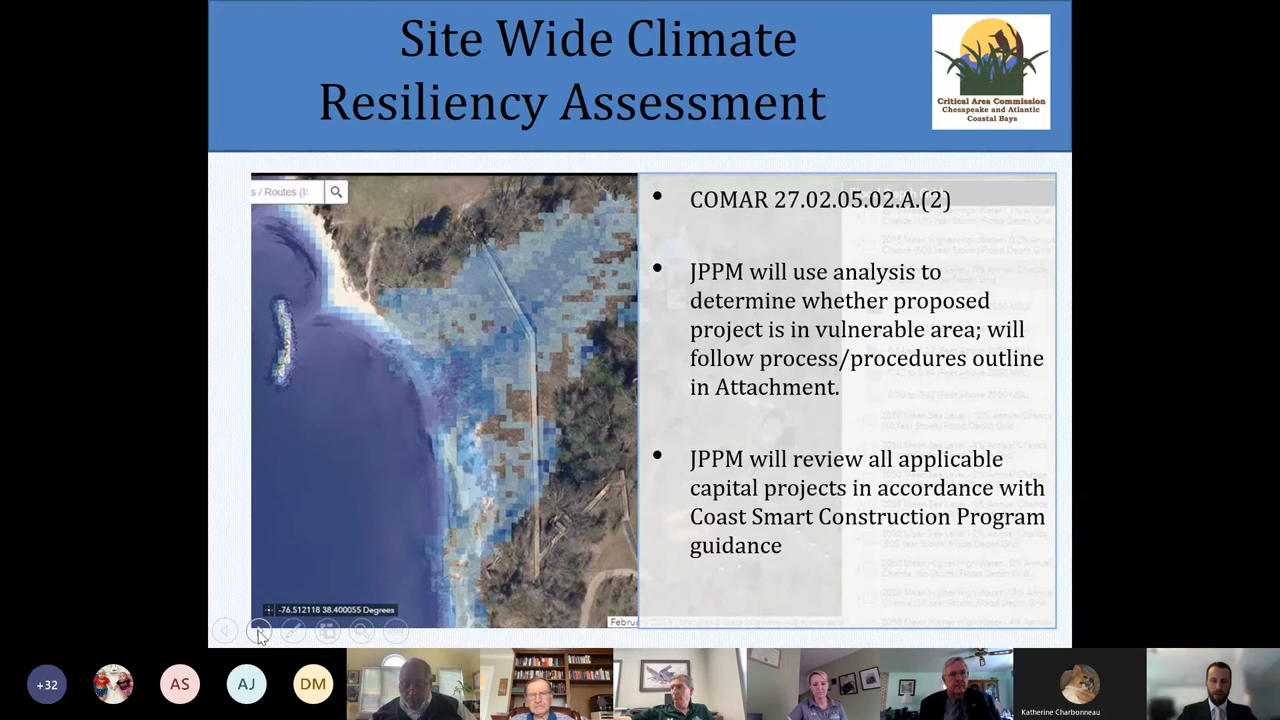 Site Wide Climate
Resiliency Assessment
Critical Area Commission
Chesapeake and Atlantic
Coastal Bays
s / Routes (I
• COMAR 27.02.05.02.A.(2)
• JPPM will use analysis to
determine whether proposed
project is in vulnerable area; will
follow process/procedures outline
in Attachment.
• JPPM will review all applicable
capital projects in accordance with
Coast Smart Construction Program
guidance
-76.512118 38.400055 Degrees
Febru
+32
AS
AJ
DM
Katherine Charbonneau